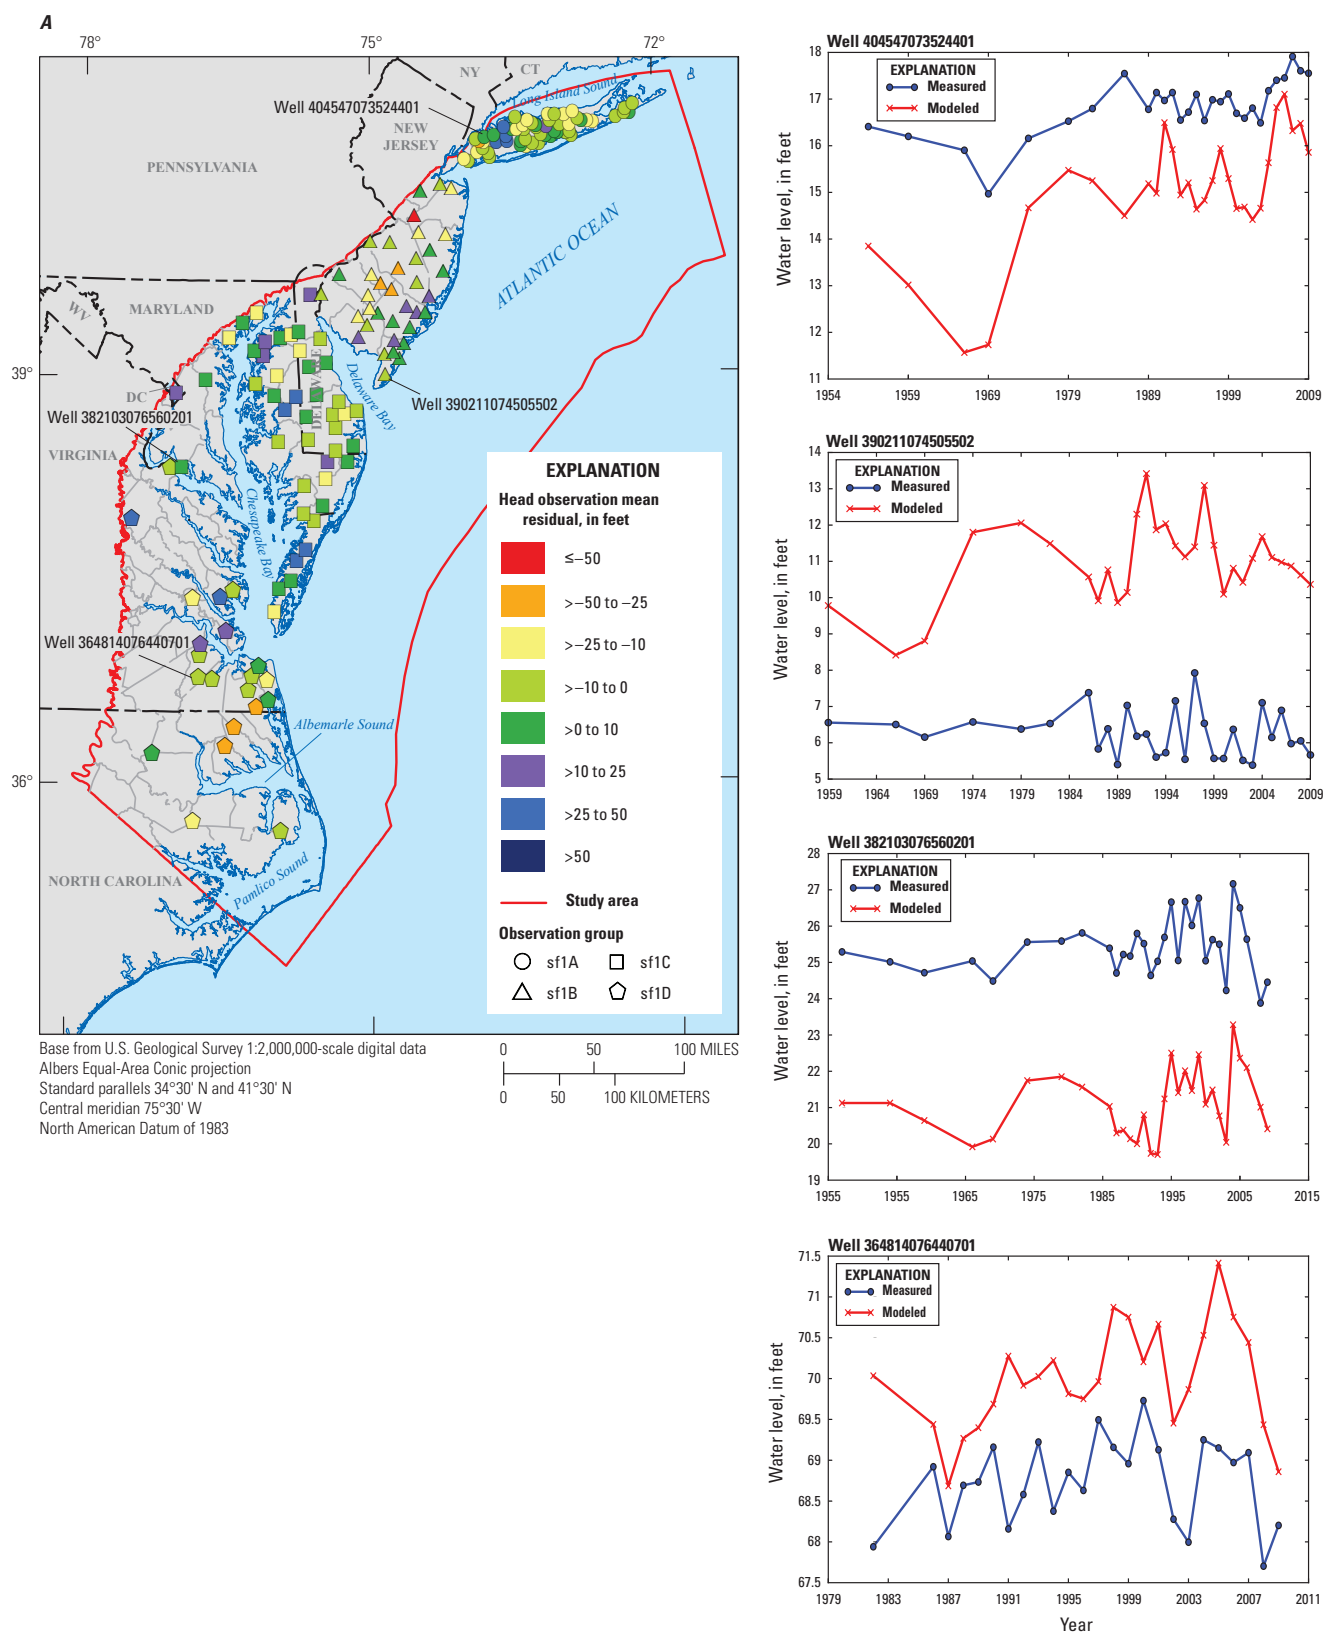 A
78°
75°
72°
NY
CT
Long Island Sound
Well 404547073524401
NEW
JERSEY
PENNSYLVANIA
ATLANTIC OCEAN
MARYLAND
WV
DELAWARE
Delaware Bay
39°
DC
Well 390211074505502
Well 382103076560201
VIRGINIA
Chesapeake Bay
Well 364814076440701
Albemarle Sound
36°
NORTH CAROLINA
Pamlico Sound
EXPLANATION
Head observation mean
residual, in feet
≤–50
>–50 to –25
>–25 to –10
>–10 to 0
>0 to 10
>10 to 25
>25 to 50
>50
Study area
Observation group
sf1A
sf1C
sf1B
sf1D
Base from U.S. Geological Survey 1:2,000,000-scale digital data
Albers Equal-Area Conic projection
Standard parallels 34°30' N and 41°30' N
Central meridian 75°30' W
North American Datum of 1983
0 50 100 MILES
0 50 100 KILOMETERS
Well 404547073524401
EXPLANATION
Measured
Modeled
Water level, in feet
18
17
16
15
14
13
12
11
1954 1959 1969 1979 1989 1999 2009
Well 390211074505502
EXPLANATION
Measured
Modeled
Water level, in feet
14
13
12
11
10
9
8
7
6
5
1959 1964 1969 1974 1979 1984 1989 1994 1999 2004 2009
Well 382103076560201
EXPLANATION
Measured
Modeled
Water level, in feet
28
27
26
25
24
23
22
21
20
19
1955 1955 1965 1975 1985 1995 2005 2015
Well 364814076440701
EXPLANATION
Measured
Modeled
Water level, in feet
71.5
71
70.5
70
69.5
69
68.5
68
67.5
1979 1983 1987 1991 1995 1999 2003 2007 2011
Year